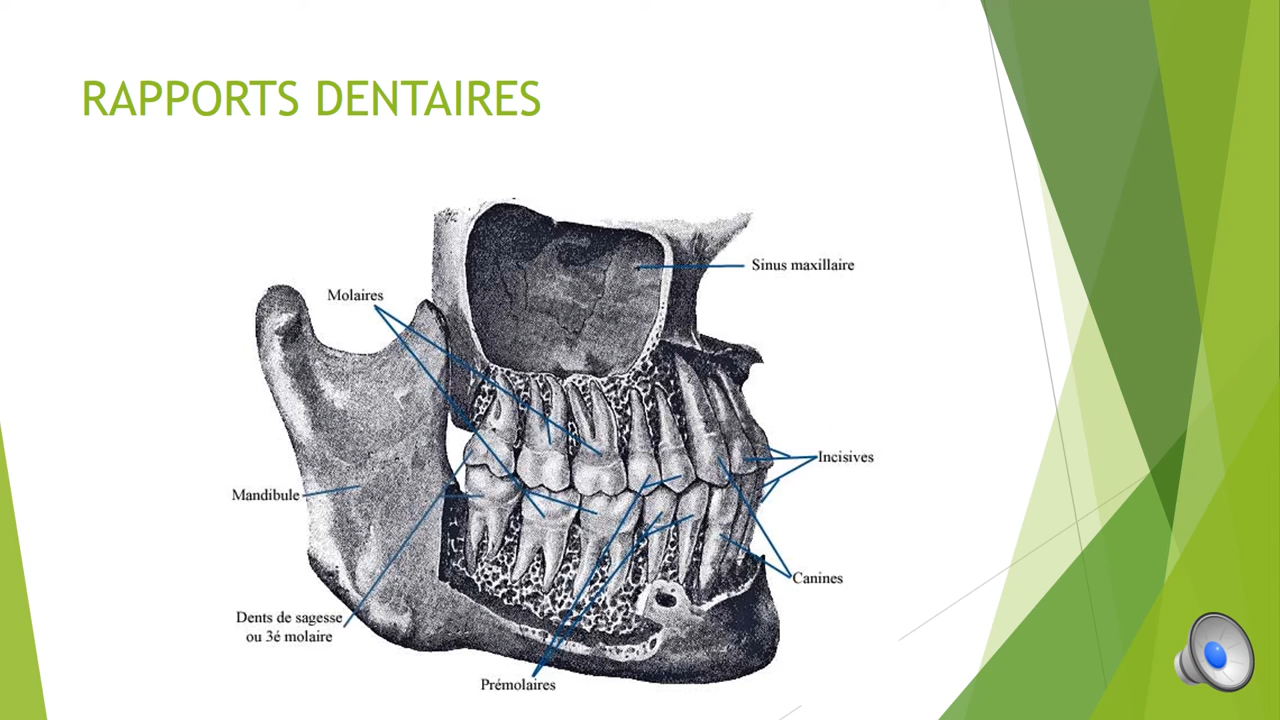 RAPPORTS DENTAIRES
Sinus maxillaire
Molaires
Incisives
Mandibule
Canines
Dents de sagesse
ou 3é molaire
Prémolaires